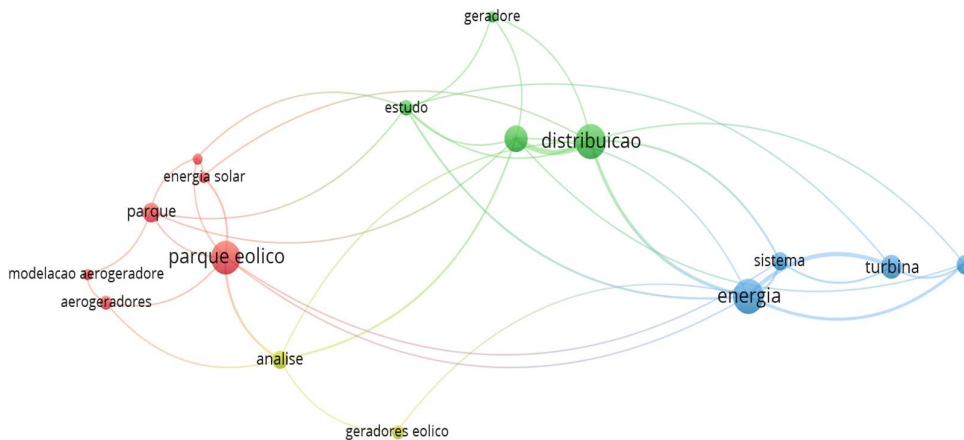 geradore
estudo
distribuicao
energia solar
parque
parque eolico
sistema
turbina
modelacao aerogeradore
aerogeradores
energia
analise
geradores eolico